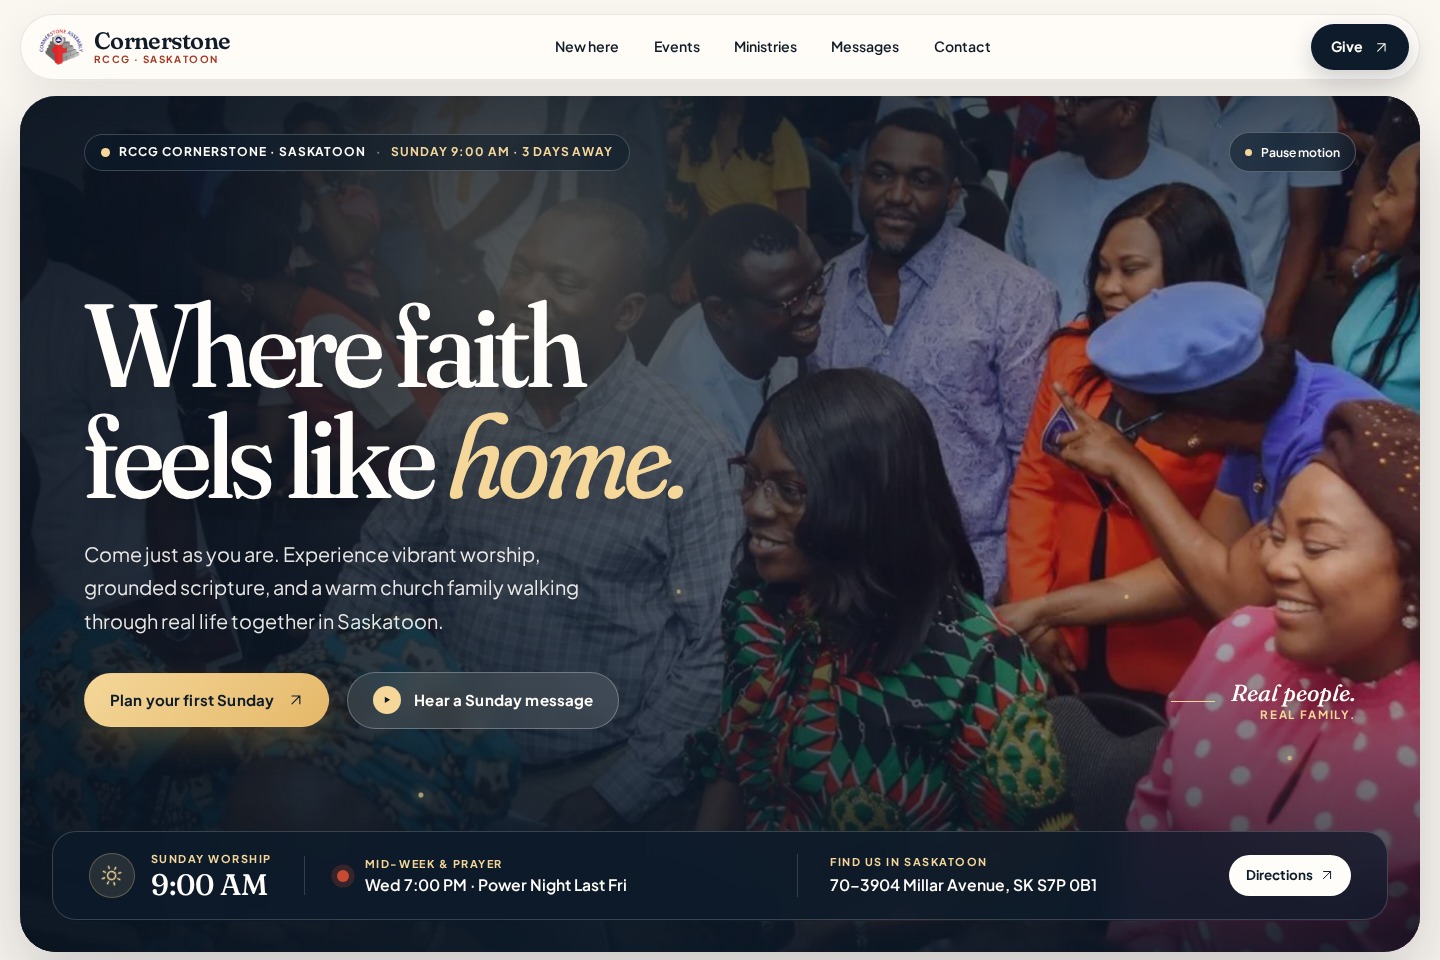 CORNERSTONE ASSEMBLY
Cornerstone
RCCG · SASKATOON
New here
Events
Ministries
Messages
Contact
Give
RCCG CORNERSTONE · SASKATOON · SUNDAY 9:00 AM · 3 DAYS AWAY
Pause motion
Where faith
feels like home.
Come just as you are. Experience vibrant worship,
grounded scripture, and a warm church family walking
through real life together in Saskatoon.
Plan your first Sunday
Hear a Sunday message
Real people.
REAL FAMILY.
SUNDAY WORSHIP
9:00 AM
MID-WEEK & PRAYER
Wed 7:00 PM · Power Night Last Fri
FIND US IN SASKATOON
70–3904 Millar Avenue, SK S7P 0B1
Directions